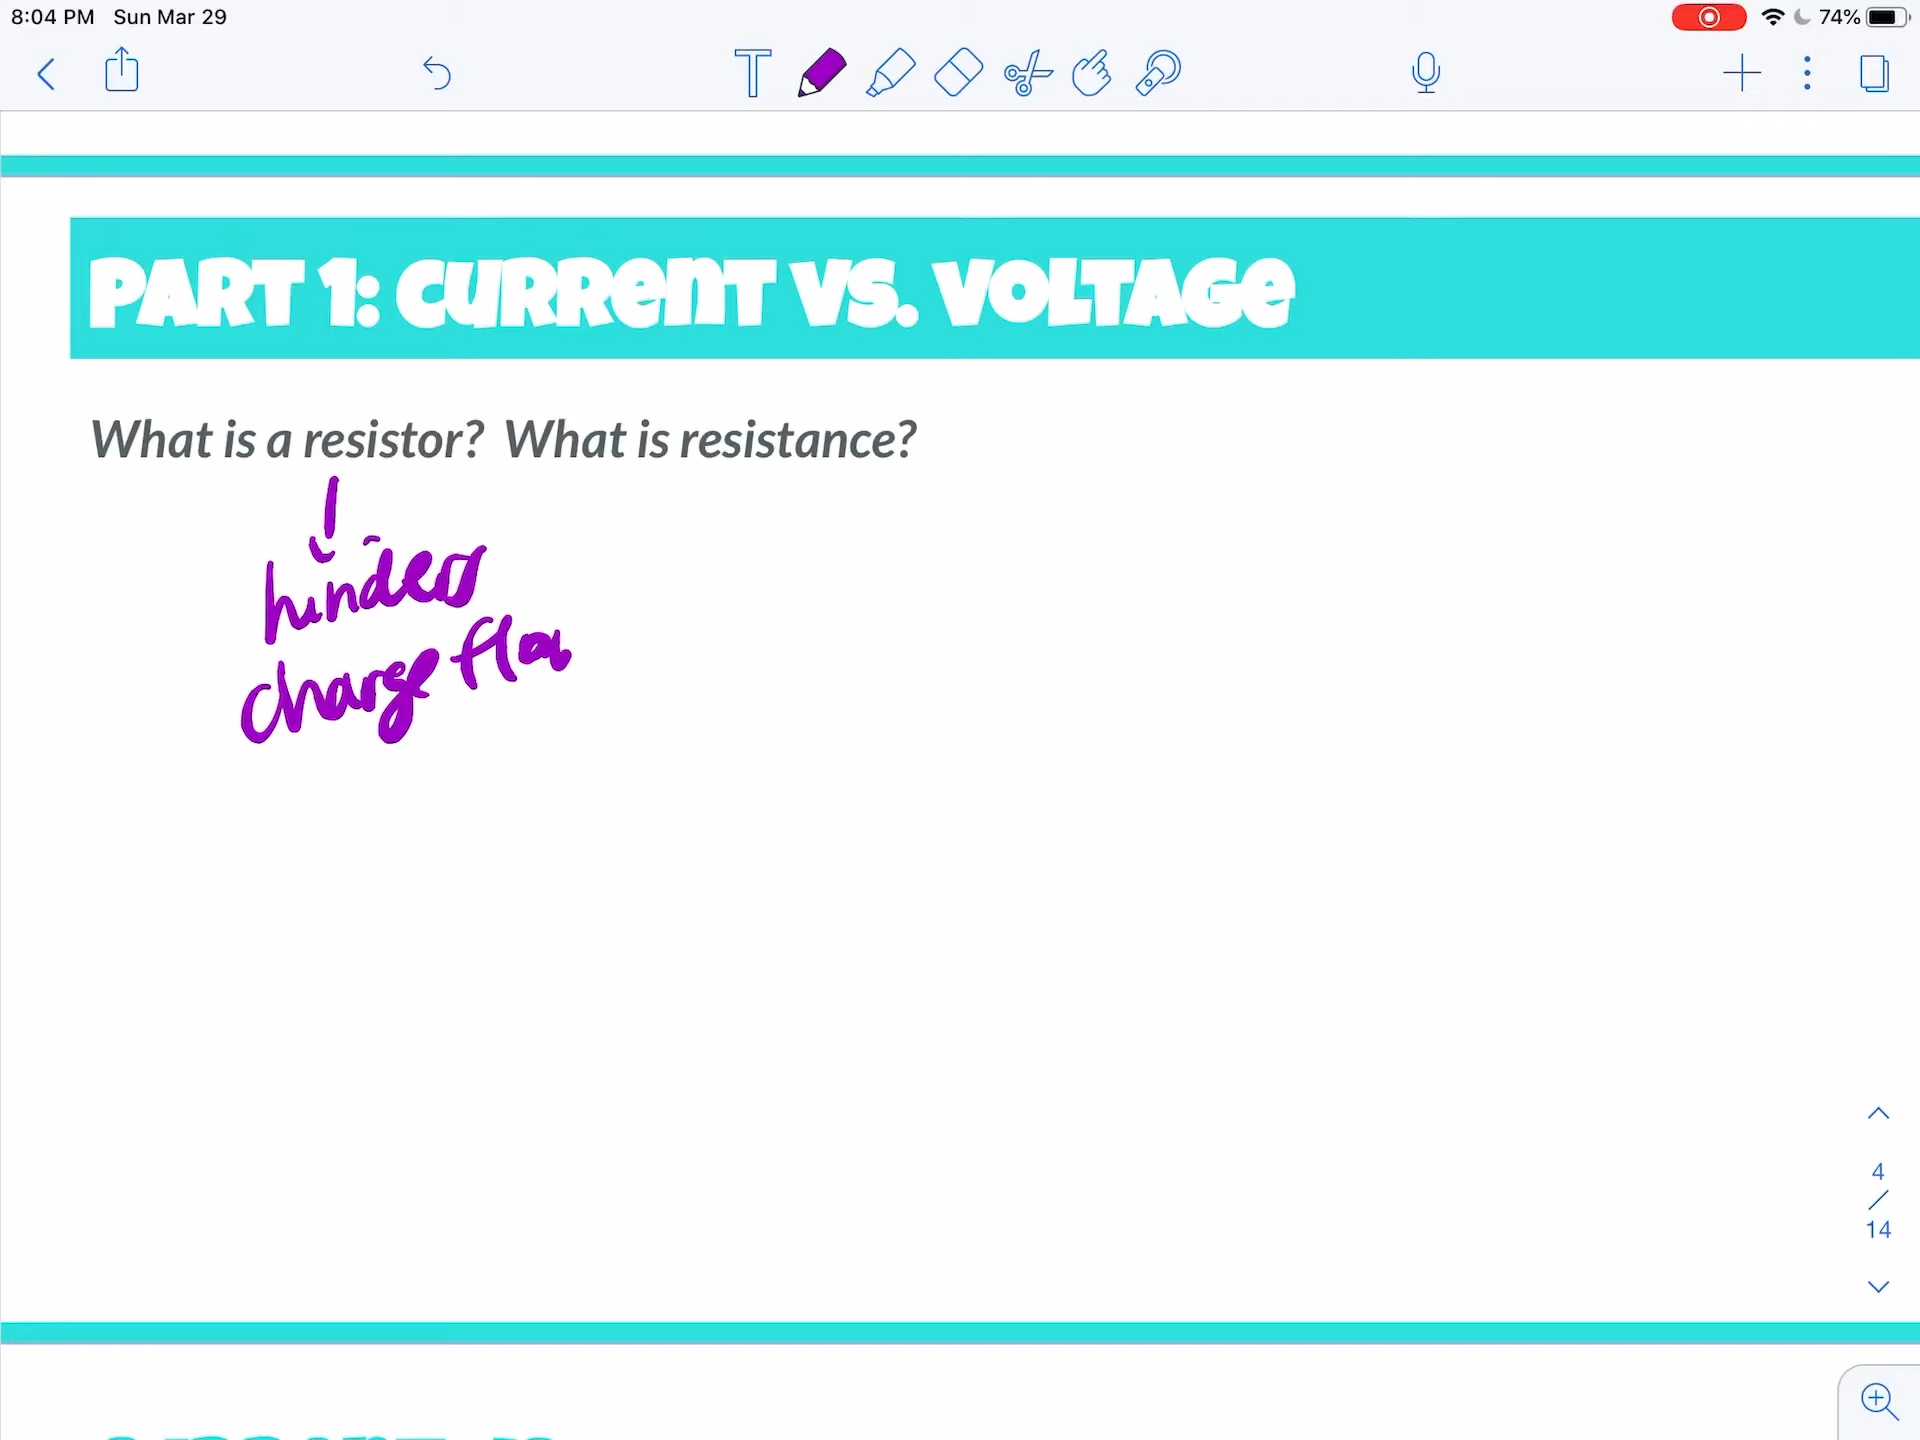 8:04 PM Sun Mar 29
74%
T
PART 1: CURRENT VS. VOLTAGE
What is a resistor? What is resistance?
hinders
charge flow
4
/
14